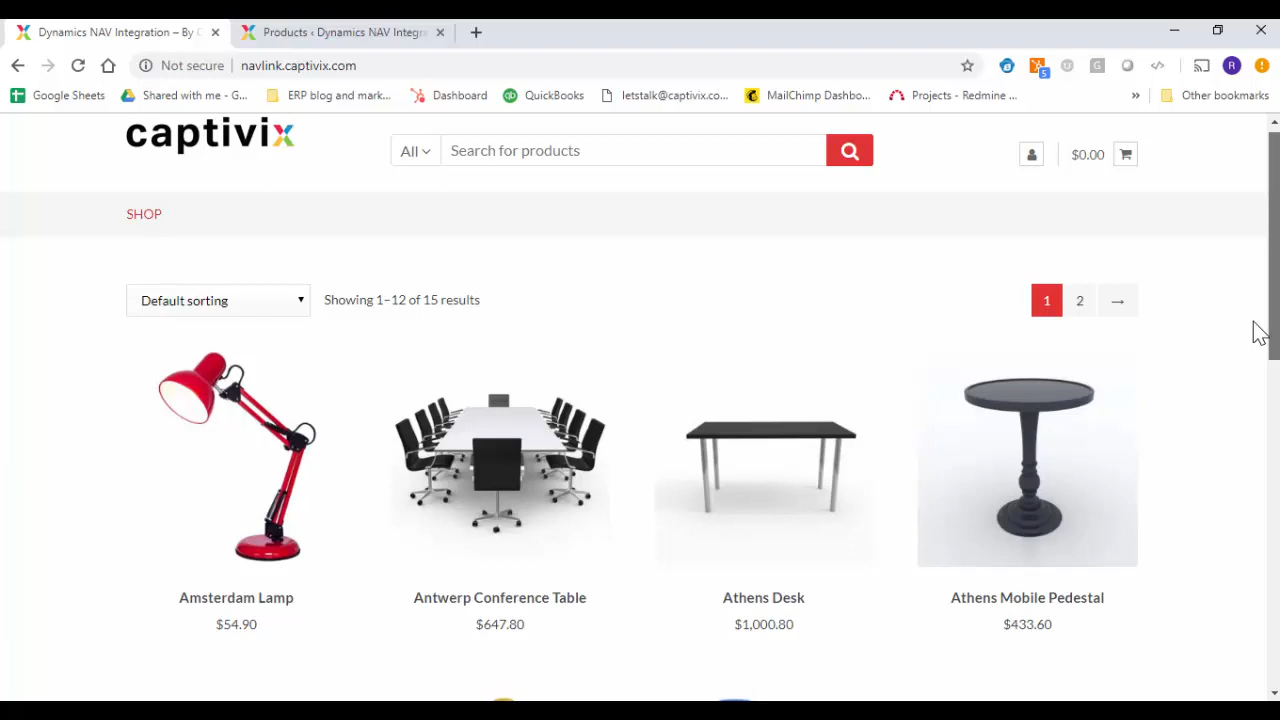 Dynamics NAV Integration – By C
Products ‹ Dynamics NAV Integr
Not secure
navlink.captivix.com
5
R
Google Sheets
Shared with me - G...
ERP blog and mark...
Dashboard
qb
QuickBooks
letstalk@captivix.co...
MailChimp Dashbo...
Projects - Redmine ...
»
Other bookmarks
captivix
All
Search for products
$0.00
SHOP
Default sorting
Showing 1–12 of 15 results
1
2
→
Amsterdam Lamp
Antwerp Conference Table
Athens Desk
Athens Mobile Pedestal
$54.90
$647.80
$1,000.80
$433.60